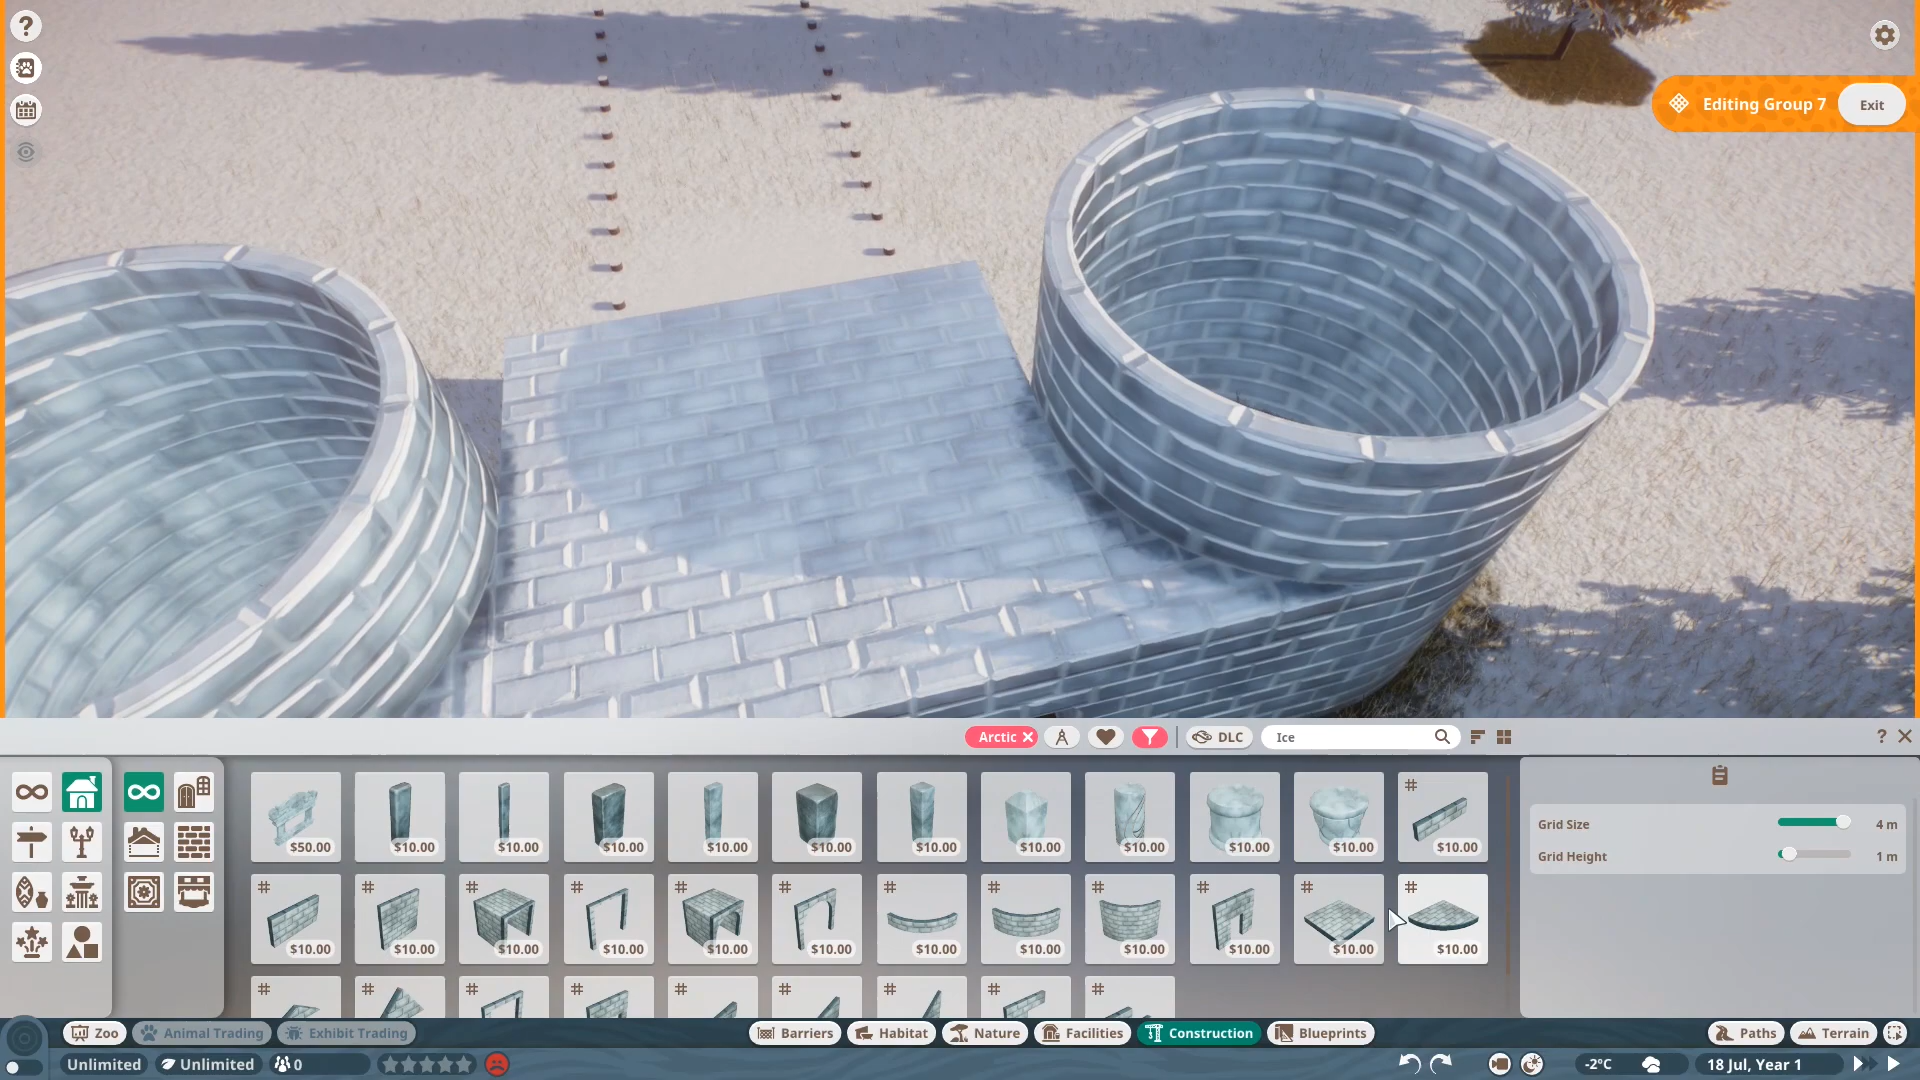 ?
Editing Group 7 Exit
Arctic × DLC Ice ? ×
$50.00 $10.00 $10.00 $10.00 $10.00 $10.00 $10.00 $10.00 $10.00 $10.00 $10.00 # $10.00
# $10.00 # $10.00 # $10.00 # $10.00 # $10.00 # $10.00 # $10.00 # $10.00 # $10.00 # $10.00 # $10.00 # $10.00
# # # # # # # # #
Grid Size 4 m
Grid Height 1 m
Zoo Animal Trading Exhibit Trading Barriers Habitat Nature Facilities Construction Blueprints Paths Terrain
Unlimited Unlimited 0 -2°C 18 Jul, Year 1